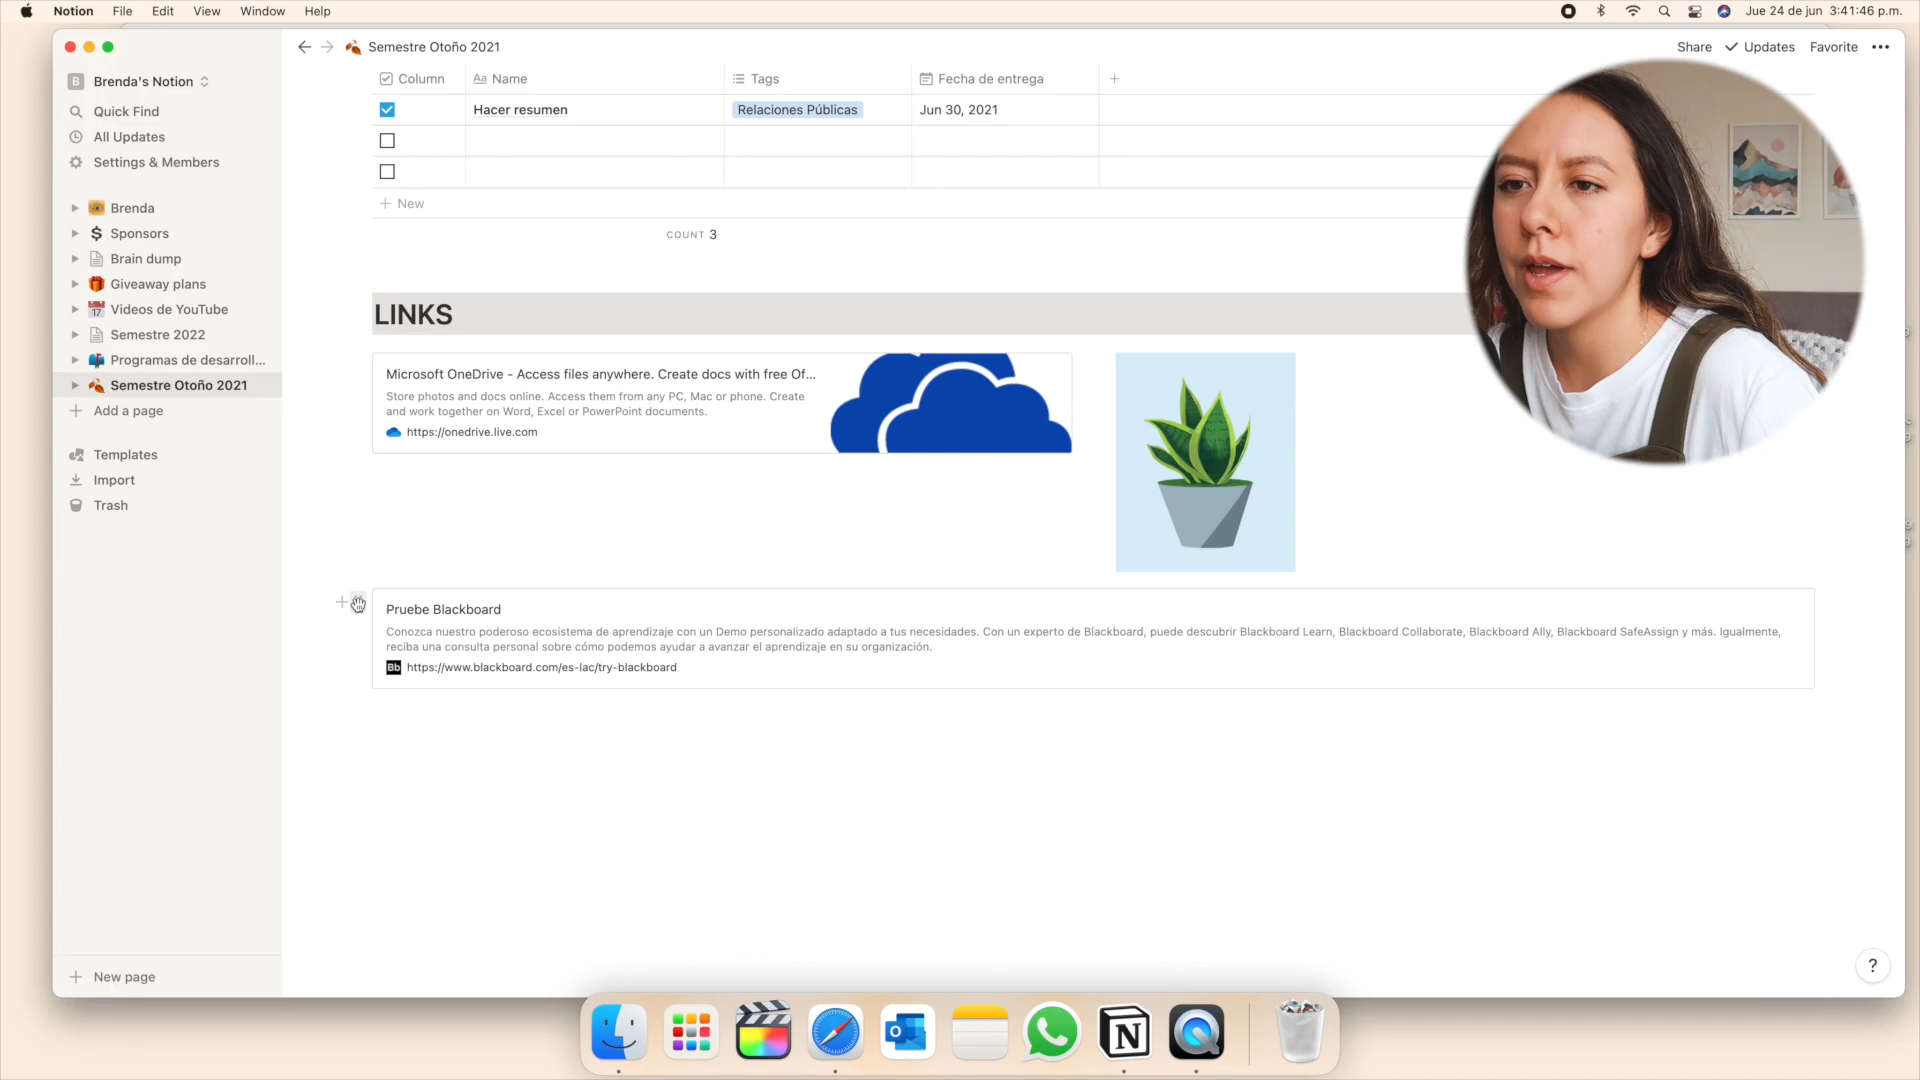 Notion File Edit View Window Help
Jue 24 de jun 3:41:46 p.m.
Semestre Otoño 2021
Share Updates Favorite
B Brenda's Notion
Quick Find
All Updates
Settings & Members
Brenda
Sponsors
Brain dump
Giveaway plans
Videos de YouTube
Semestre 2022
Programas de desarroll...
Semestre Otoño 2021
Add a page
Templates
Import
Trash
New page
Column Aa Name Tags Fecha de entrega
Hacer resumen Relaciones Públicas Jun 30, 2021
New
COUNT 3
LINKS
Microsoft OneDrive - Access files anywhere. Create docs with free Of...
Store photos and docs online. Access them from any PC, Mac or phone. Create
and work together on Word, Excel or PowerPoint documents.
https://onedrive.live.com
Pruebe Blackboard
Conozca nuestro poderoso ecosistema de aprendizaje con un Demo personalizado adaptado a tus necesidades. Con un experto de Blackboard, puede descubrir Blackboard Learn, Blackboard Collaborate, Blackboard Ally, Blackboard SafeAssign y más. Igualmente,
reciba una consulta personal sobre cómo podemos ayudar a avanzar el aprendizaje en su organización.
Bb https://www.blackboard.com/es-lac/try-blackboard
?